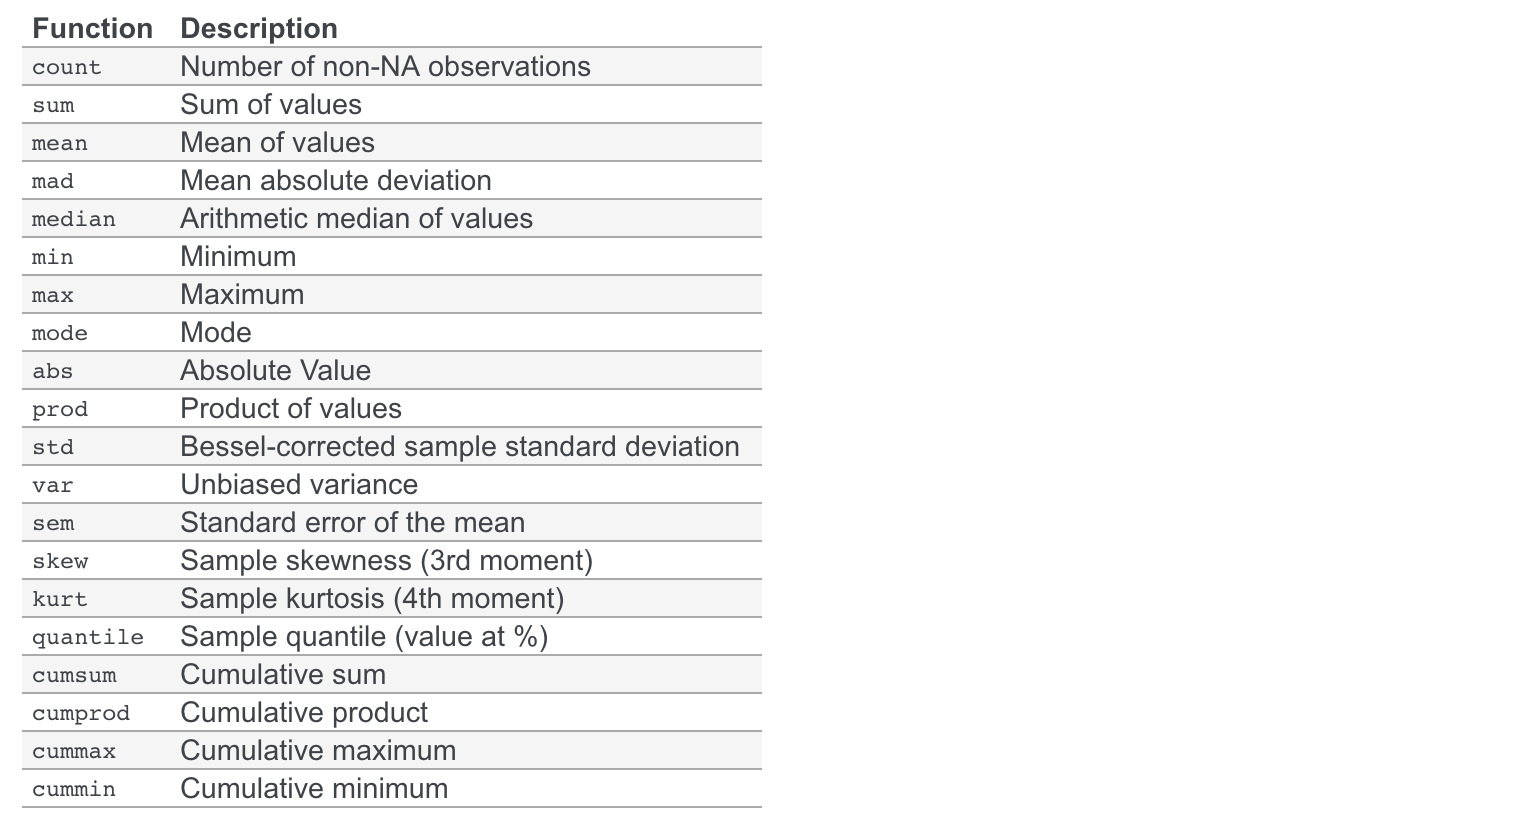 Function Description
count Number of non-NA observations
sum Sum of values
mean Mean of values
mad Mean absolute deviation
median Arithmetic median of values
min Minimum
max Maximum
mode Mode
abs Absolute Value
prod Product of values
std Bessel-corrected sample standard deviation
var Unbiased variance
sem Standard error of the mean
skew Sample skewness (3rd moment)
kurt Sample kurtosis (4th moment)
quantile Sample quantile (value at %)
cumsum Cumulative sum
cumprod Cumulative product
cummax Cumulative maximum
cummin Cumulative minimum